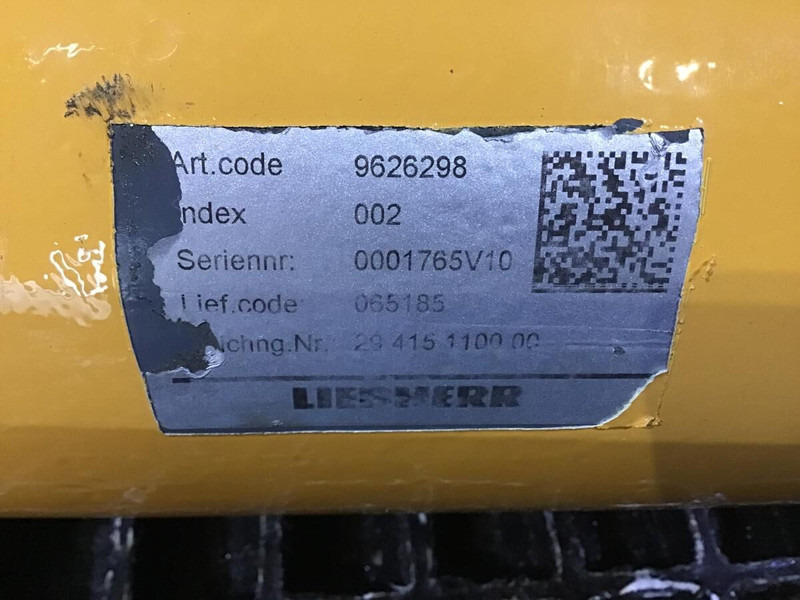 Art.code 9626298
ndex 002
Seriennr: 0001765V10
Lief.code: 065185
ichng.Nr. 29 415 1100 00
LIEBHERR